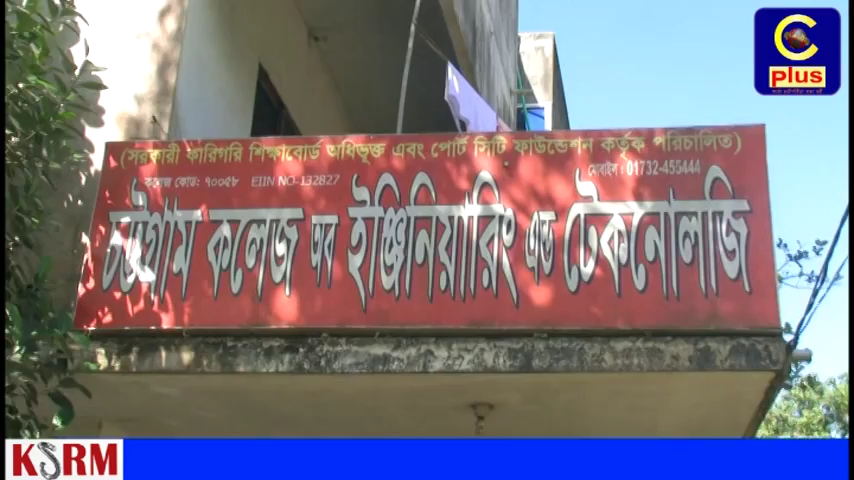 C
plus
(সরকারী কারিগরি শিক্ষাবোর্ড অধিভূক্ত এবং পোর্ট সিটি ফাউন্ডেশন কর্তৃক পরিচালিত)
কলেজ কোড: ৭০০৫৮ EIIN NO-132827
মোবাইল : 01732-455444
চট্টগ্রাম কলেজ অব ইঞ্জিনিয়ারিং এন্ড টেকনোলজি
KSRM